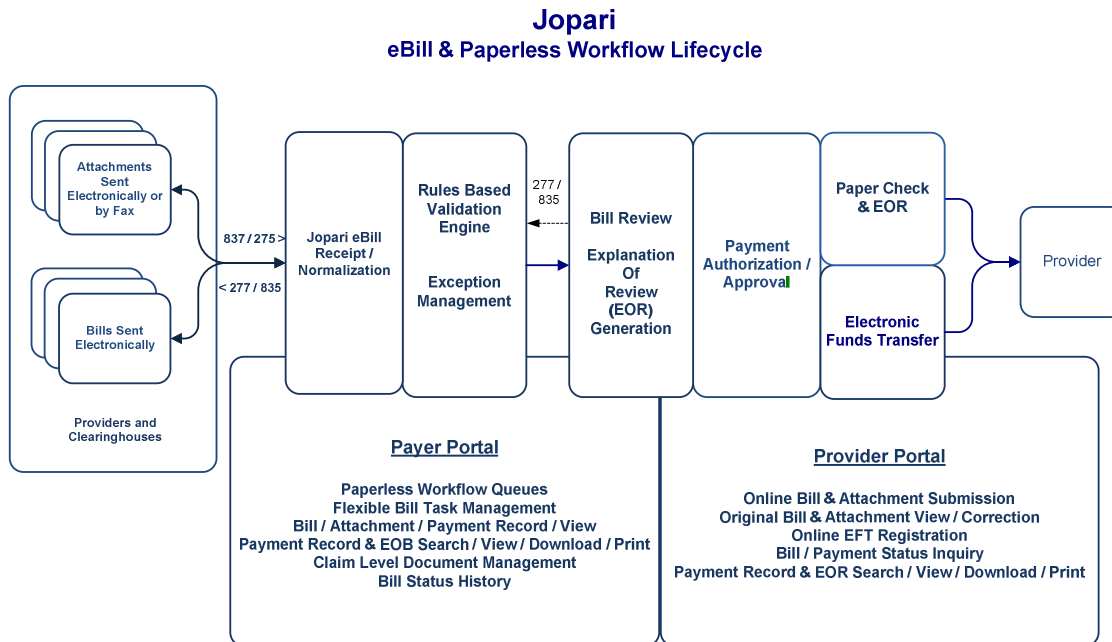 Jopari
eBill & Paperless Workflow Lifecycle
Attachments
Sent
Electronically or
by Fax
Bills Sent
Electronically
Providers and
Clearinghouses
837 / 275 >
< 277 / 835
Jopari eBill
Receipt /
Normalization
Rules Based
Validation
Engine
Exception
Management
277 /
835
Bill Review
Explanation
Of
Review
(EOR)
Generation
Payment
Authorization /
Approval
Paper Check
& EOR
Electronic
Funds Transfer
Provider
Payer Portal
Paperless Workflow Queues
Flexible Bill Task Management
Bill / Attachment / Payment Record / View
Payment Record & EOB Search / View / Download / Print
Claim Level Document Management
Bill Status History
Provider Portal
Online Bill & Attachment Submission
Original Bill & Attachment View / Correction
Online EFT Registration
Bill / Payment Status Inquiry
Payment Record & EOR Search / View / Download / Print